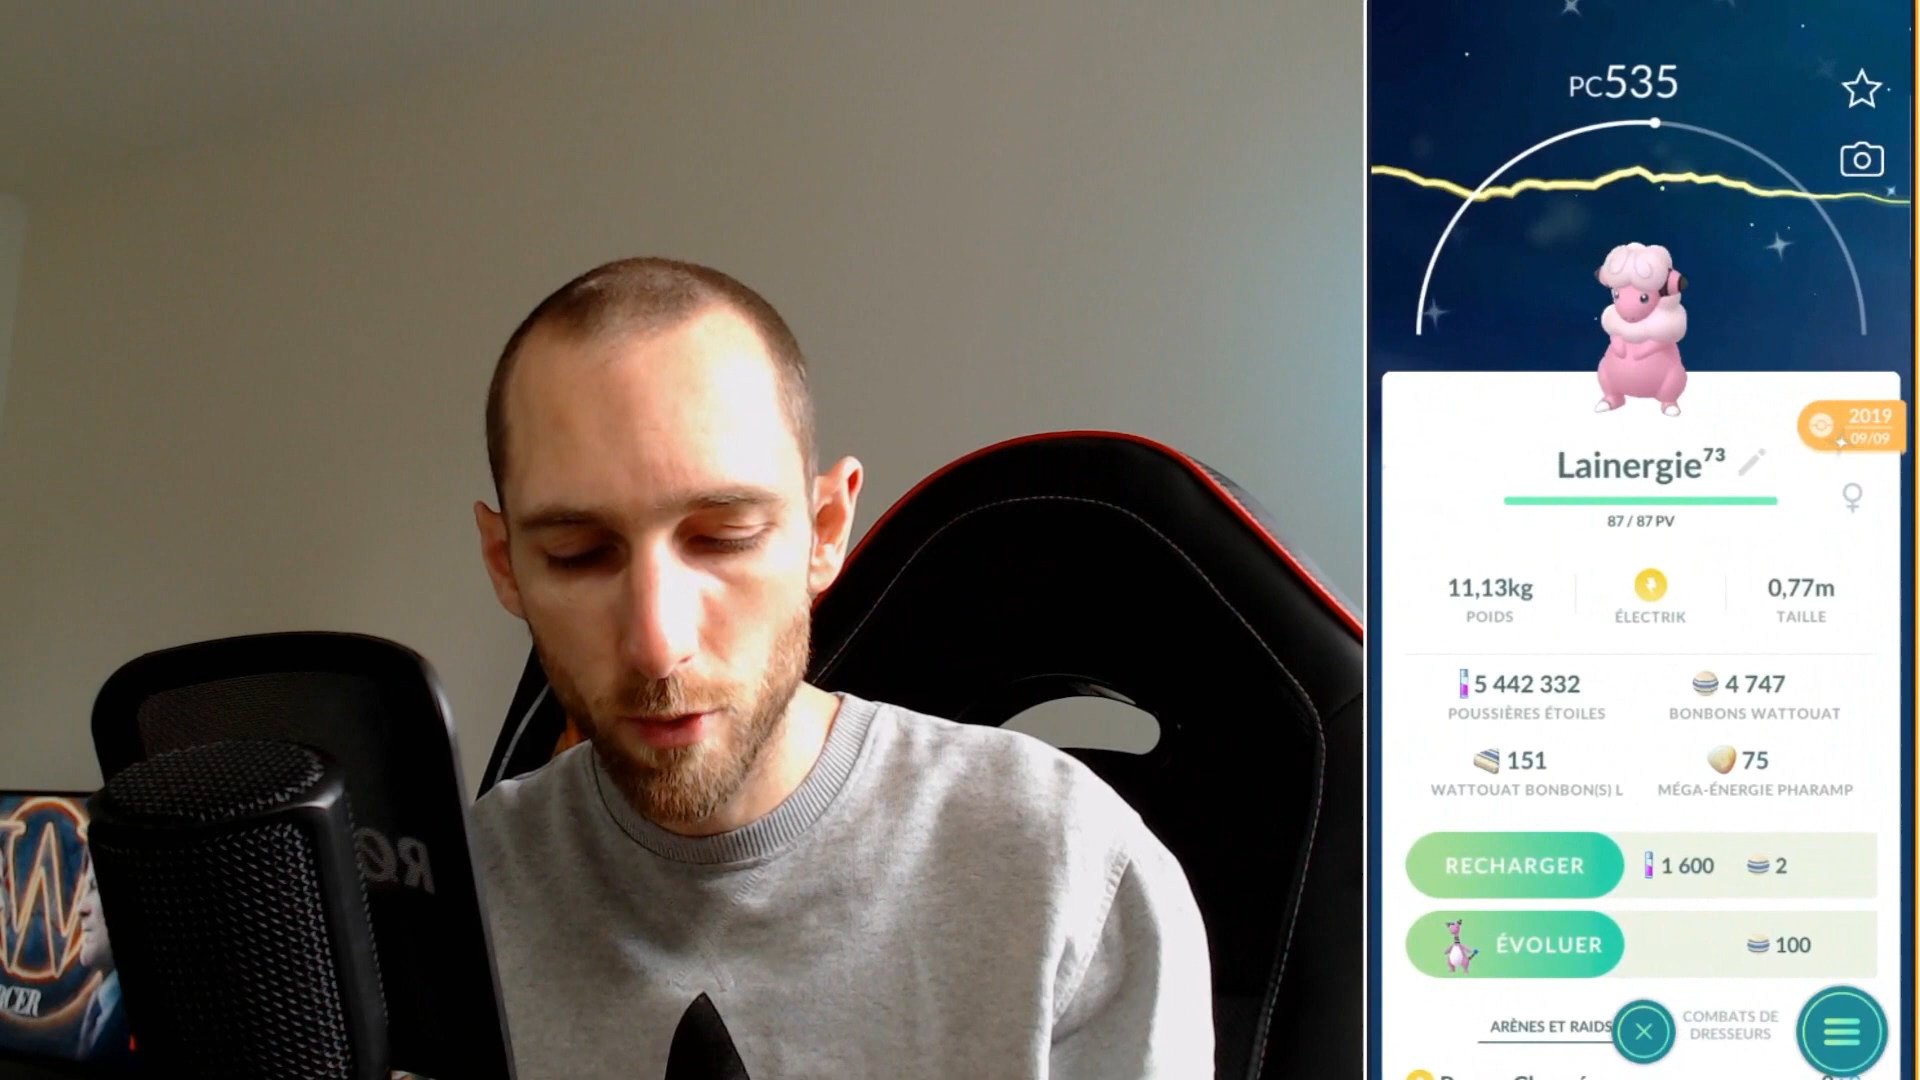 PC535
2019
09/09
Lainergie73
87 / 87 PV
11,13kg
POIDS
ÉLECTRIK
0,77m
TAILLE
5 442 332
POUSSIÈRES ÉTOILES
4 747
BONBONS WATTOUAT
151
WATTOUAT BONBON(S) L
75
MÉGA-ÉNERGIE PHARAMP
RECHARGER
1 600
2
ÉVOLUER
100
ARÈNES ET RAIDS
COMBATS DE
DRESSEURS